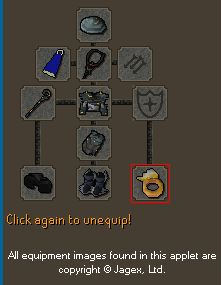 Click again to unequip!
All equipment images found in this applet are
copyright © Jagex, Ltd.